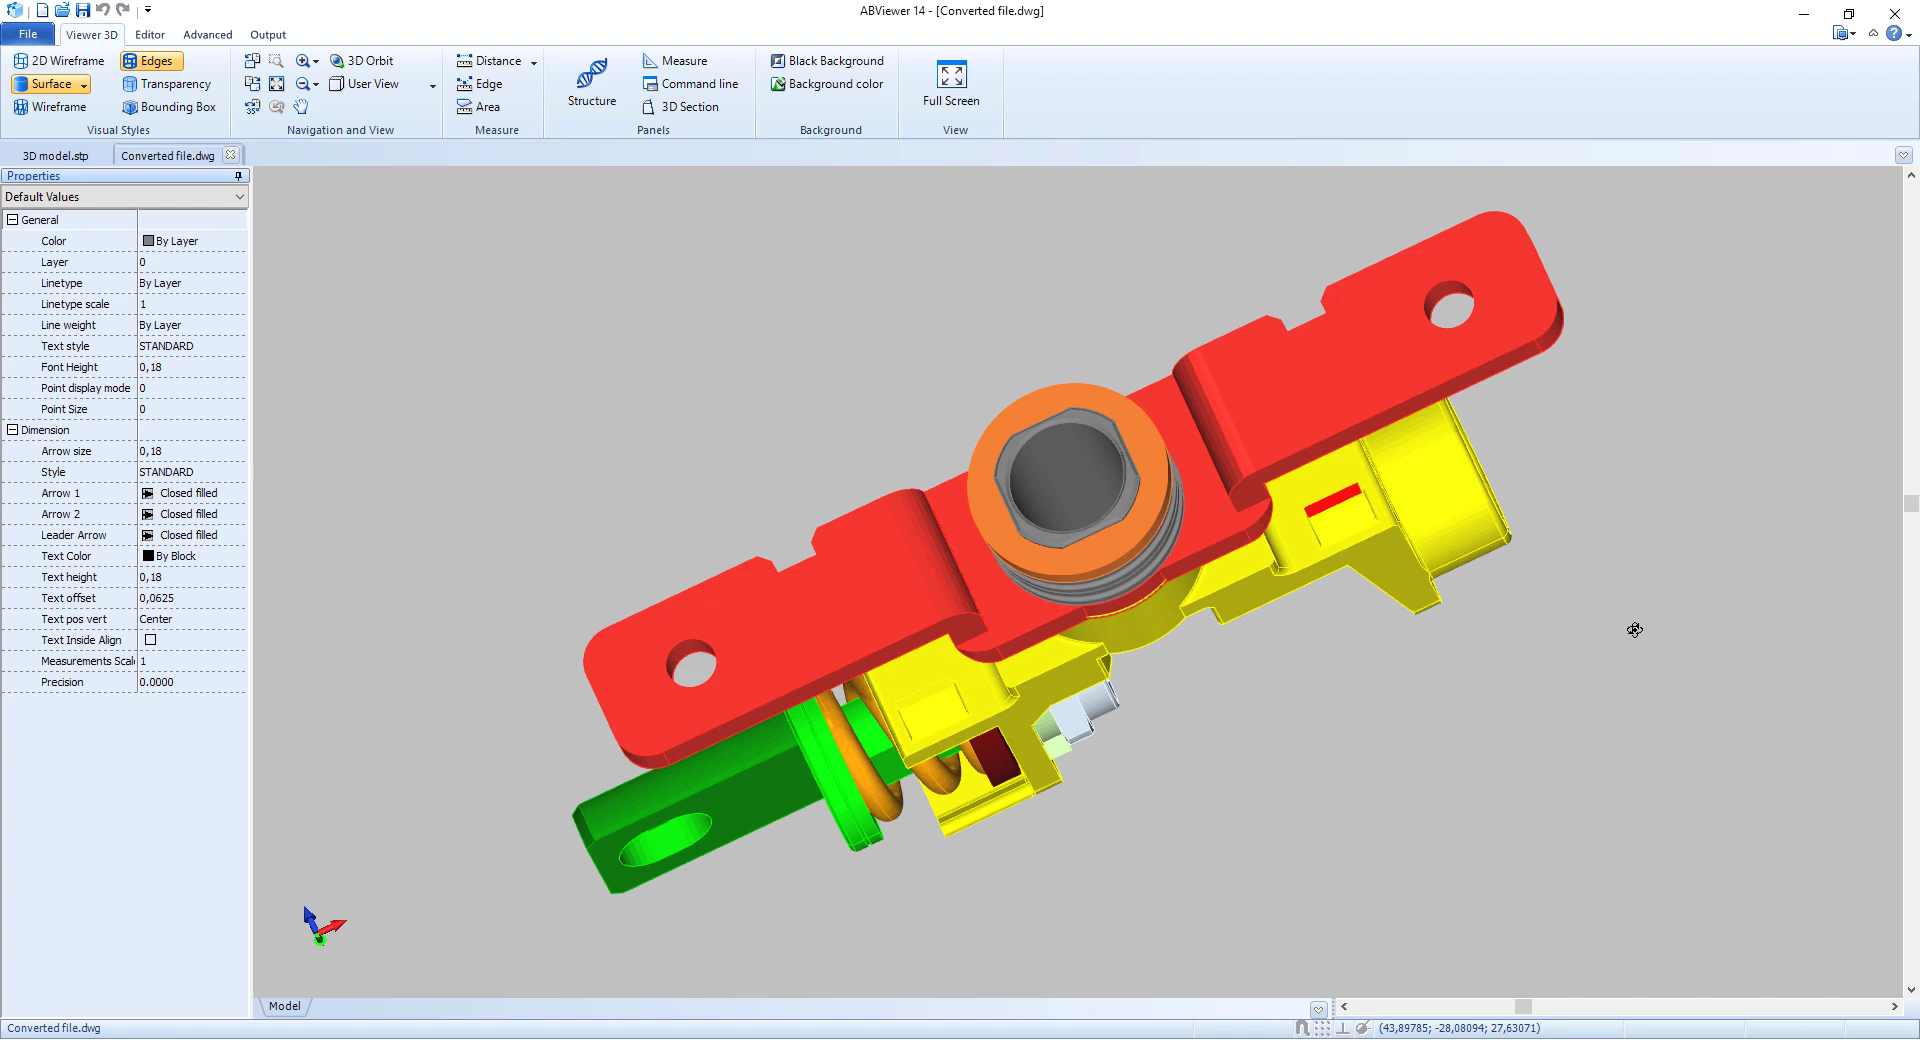 ABViewer 14 - [Converted file.dwg]
File
Viewer 3D
Editor
Advanced
Output
2D Wireframe
Surface
Wireframe
Edges
Transparency
Bounding Box
Visual Styles
35°
3D Orbit
User View
Navigation and View
Distance
Edge
Area
Measure
Structure
Measure
Command line
3D Section
Panels
Black Background
Background color
Background
Full Screen
View
3D model.stp
Converted file.dwg
Properties
Default Values
General
Color By Layer
Layer 0
Linetype By Layer
Linetype scale 1
Line weight By Layer
Text style STANDARD
Font Height 0,18
Point display mode 0
Point Size 0
Dimension
Arrow size 0,18
Style STANDARD
Arrow 1 Closed filled
Arrow 2 Closed filled
Leader Arrow Closed filled
Text Color By Block
Text height 0,18
Text offset 0,0625
Text pos vert Center
Text Inside Align
Measurements Scal 1
Precision 0.0000
Model
Converted file.dwg
(43,89785; -28,08094; 27,63071)